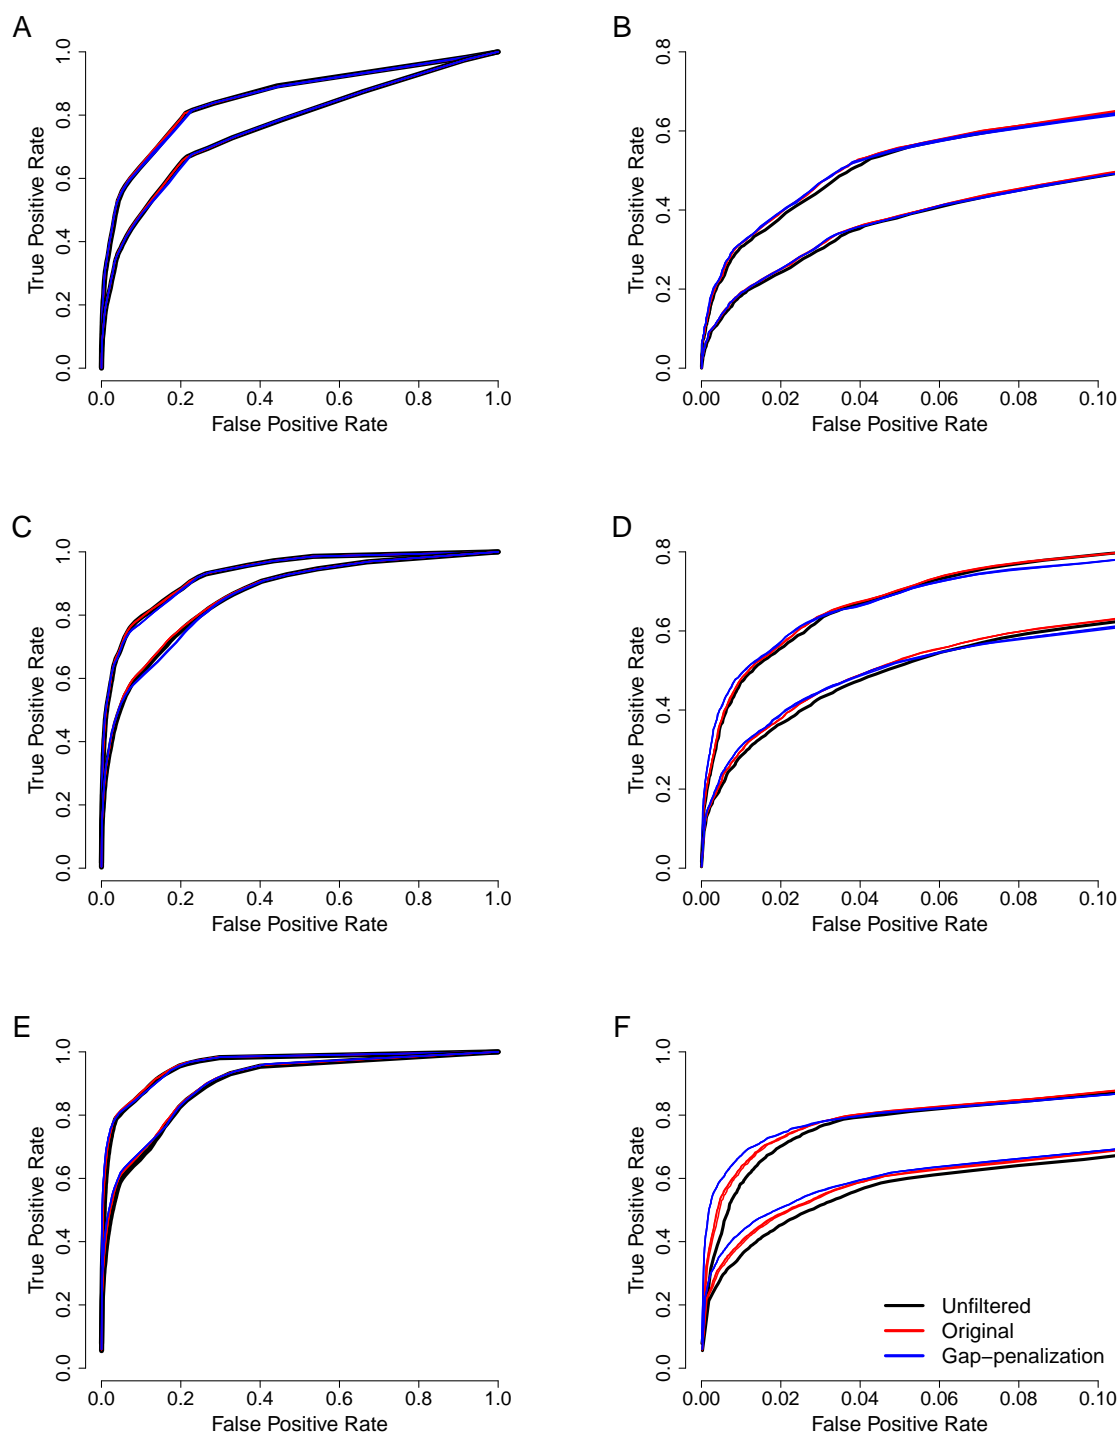 A
True Positive Rate
0.0 0.2 0.4 0.6 0.8 1.0
0.0 0.2 0.4 0.6 0.8 1.0
False Positive Rate
B
True Positive Rate
0.0 0.2 0.4 0.6 0.8
0.00 0.02 0.04 0.06 0.08 0.10
False Positive Rate
C
True Positive Rate
0.0 0.2 0.4 0.6 0.8 1.0
0.0 0.2 0.4 0.6 0.8 1.0
False Positive Rate
D
True Positive Rate
0.0 0.2 0.4 0.6 0.8
0.00 0.02 0.04 0.06 0.08 0.10
False Positive Rate
E
True Positive Rate
0.0 0.2 0.4 0.6 0.8 1.0
0.0 0.2 0.4 0.6 0.8 1.0
False Positive Rate
F
True Positive Rate
0.0 0.2 0.4 0.6 0.8 1.0
Unfiltered
Original
Gap−penalization
0.00 0.02 0.04 0.06 0.08 0.10
False Positive Rate